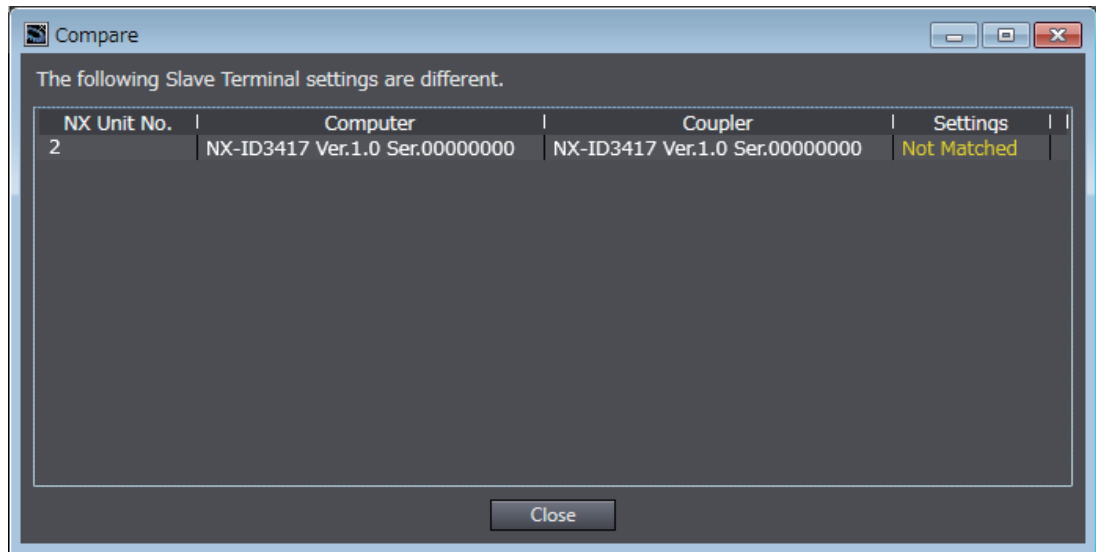 Compare
The following Slave Terminal settings are different.
NX Unit No. Computer Coupler Settings
2 NX-ID3417 Ver.1.0 Ser.00000000 NX-ID3417 Ver.1.0 Ser.00000000 Not Matched
Close